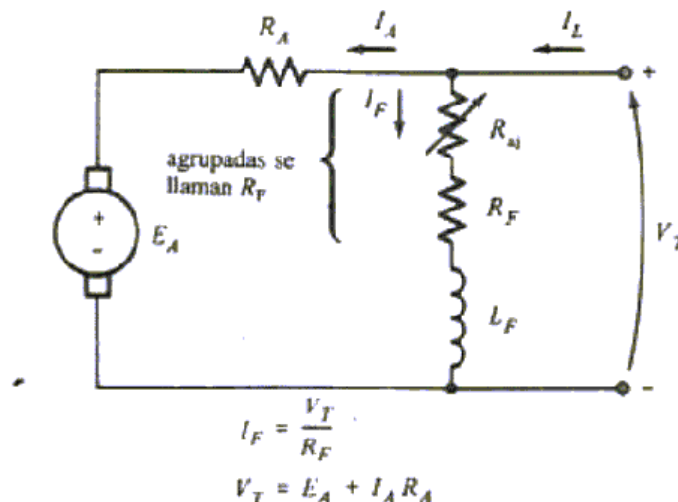 R_A
I_A
I_L
+
I_F
R_aj
agrupadas se
llaman R_F
R_F
+
-
E_A
V_T
L_F
-
I_F = V_T / R_F
V_T = E_A + I_A R_A